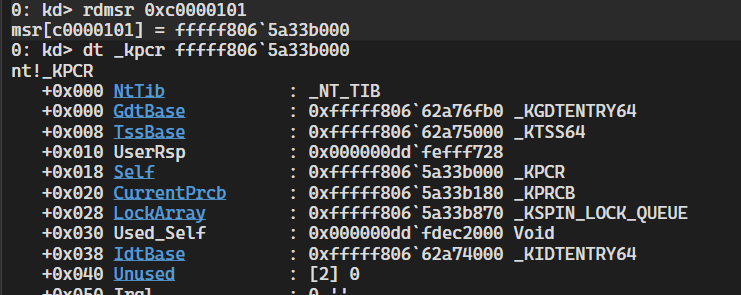 0: kd> rdmsr 0xc0000101
msr[c0000101] = fffff806`5a33b000
0: kd> dt _kpcr fffff806`5a33b000
nt!_KPCR
+0x000 NtTib : _NT_TIB
+0x000 GdtBase : 0xfffff806`62a76fb0 _KGDTENTRY64
+0x008 TssBase : 0xfffff806`62a75000 _KTSS64
+0x010 UserRsp : 0x000000dd`fefff728
+0x018 Self : 0xfffff806`5a33b000 _KPCR
+0x020 CurrentPrcb : 0xfffff806`5a33b180 _KPRCB
+0x028 LockArray : 0xfffff806`5a33b870 _KSPIN_LOCK_QUEUE
+0x030 Used_Self : 0x000000dd`fdec2000 Void
+0x038 IdtBase : 0xfffff806`62a74000 _KIDTENTRY64
+0x040 Unused : [2] 0
+0x050 Irql : 0 ''